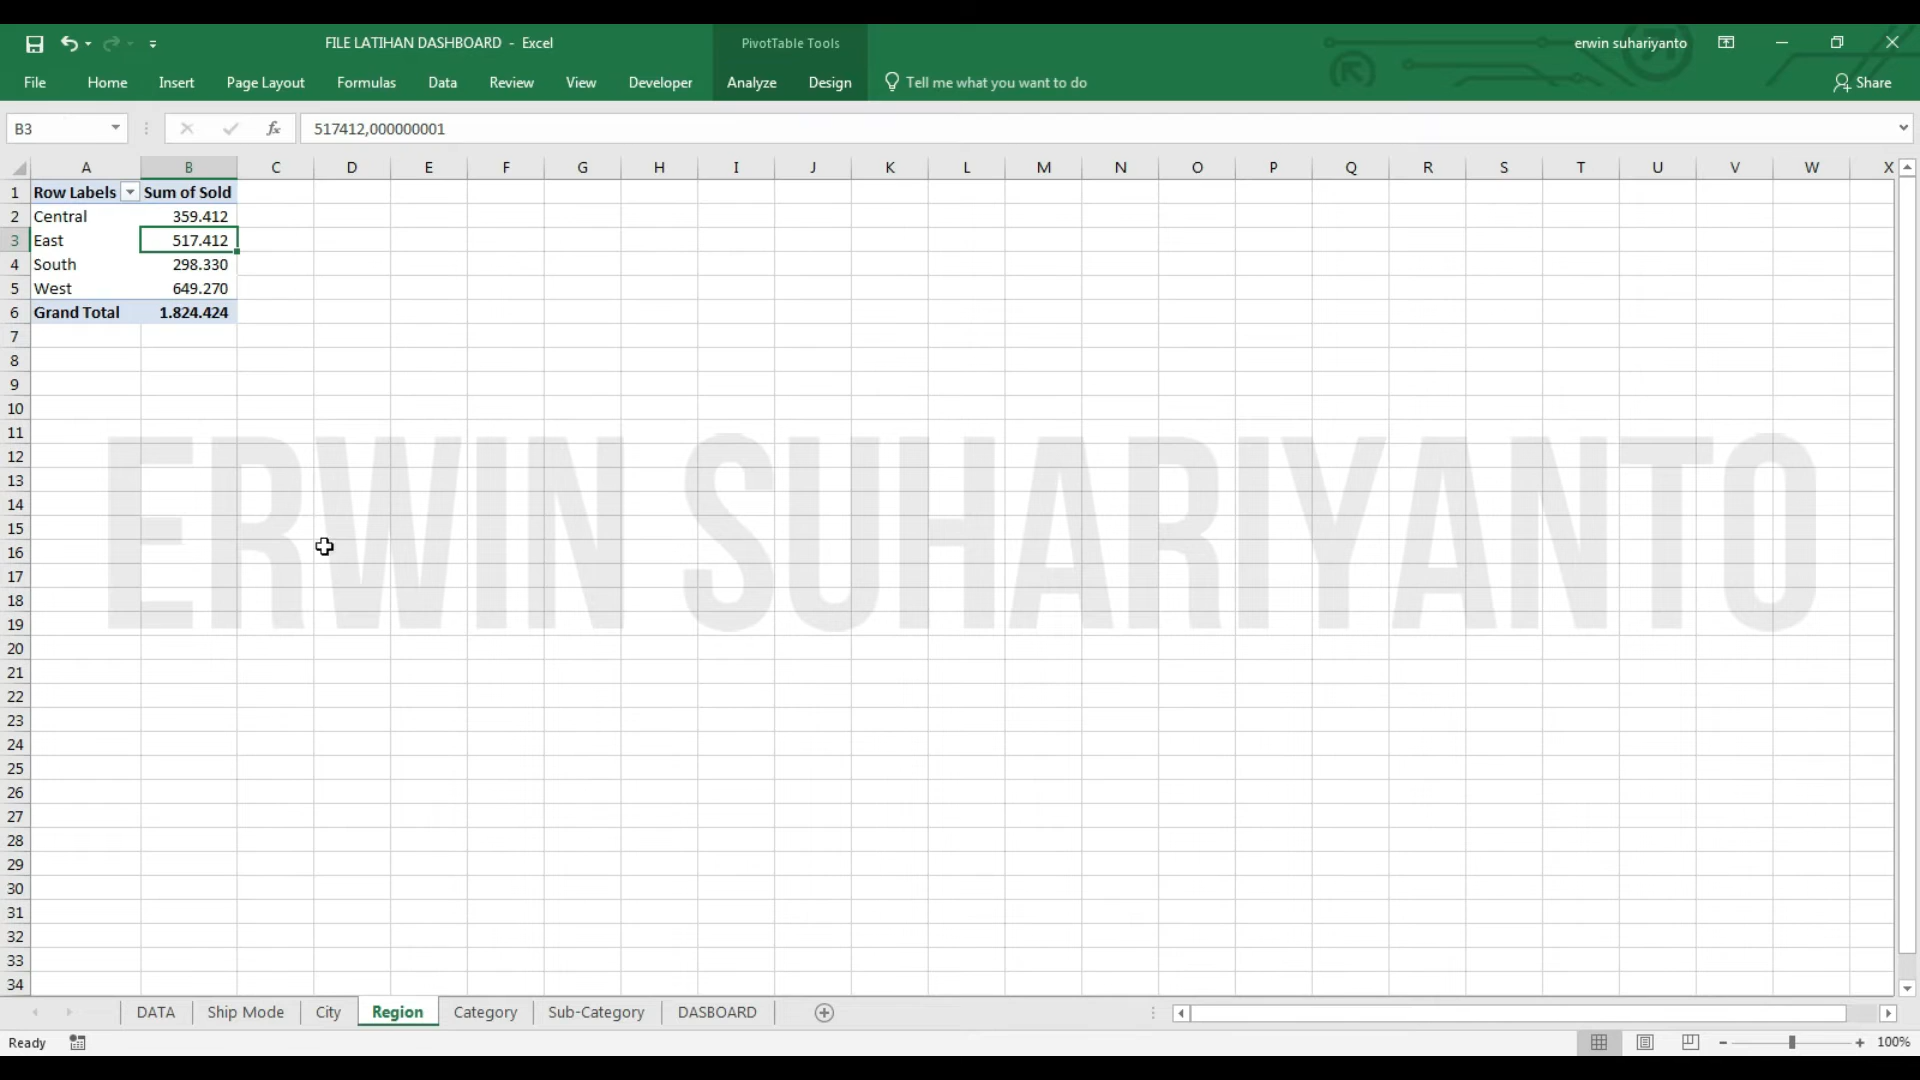 FILE LATIHAN DASHBOARD - Excel
PivotTable Tools
erwin suhariyanto
File Home Insert Page Layout Formulas Data Review View Developer Analyze Design Tell me what you want to do Share
B3 fx 517412,000000001
A B C D E F G H I J K L M N O P Q R S T U V W X
1 Row Labels Sum of Sold
2 Central 359.412
3 East 517.412
4 South 298.330
5 West 649.270
6 Grand Total 1.824.424
7
8
9
10
11
12
13
14
15
16
17
18
19
20
21
22
23
24
25
26
27
28
29
30
31
32
33
34
ERWIN SUHARIYANTO
DATA Ship Mode City Region Category Sub-Category DASBOARD
Ready 100%